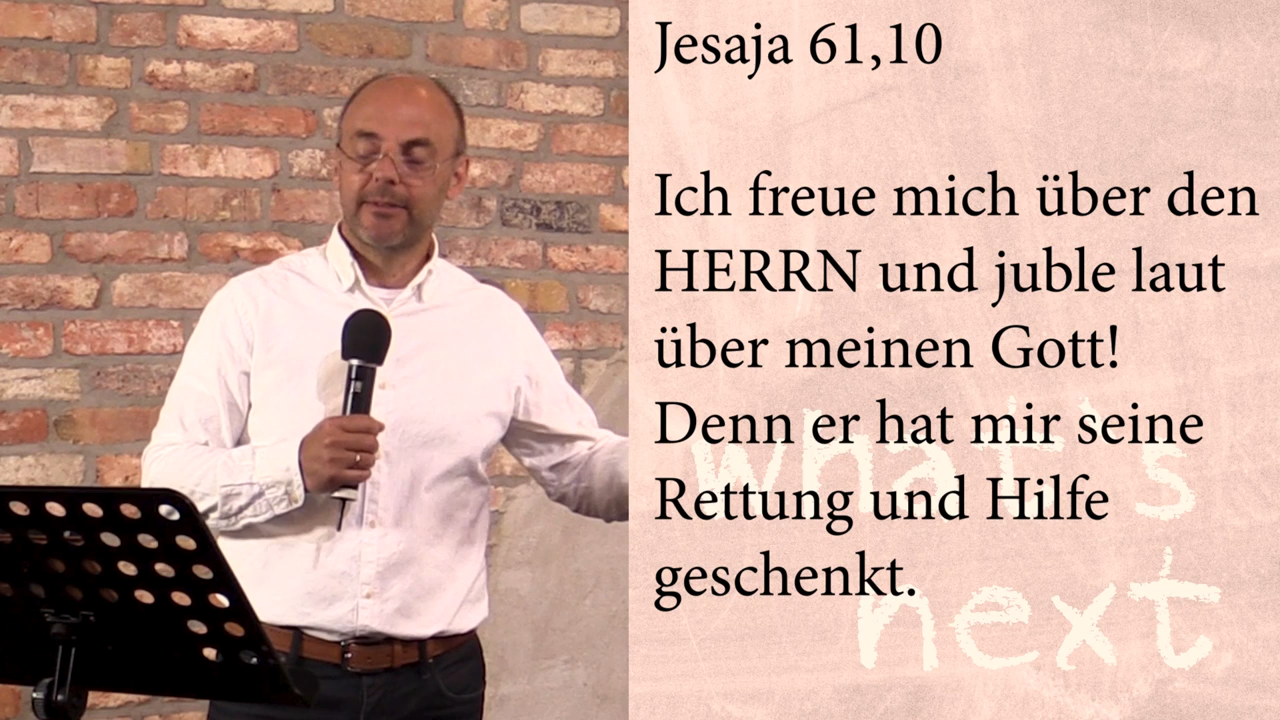 Jesaja 61,10
Ich freue mich über den
HERRN und juble laut
über meinen Gott!
Denn er hat mir seine
Rettung und Hilfe
geschenkt.
what's
next